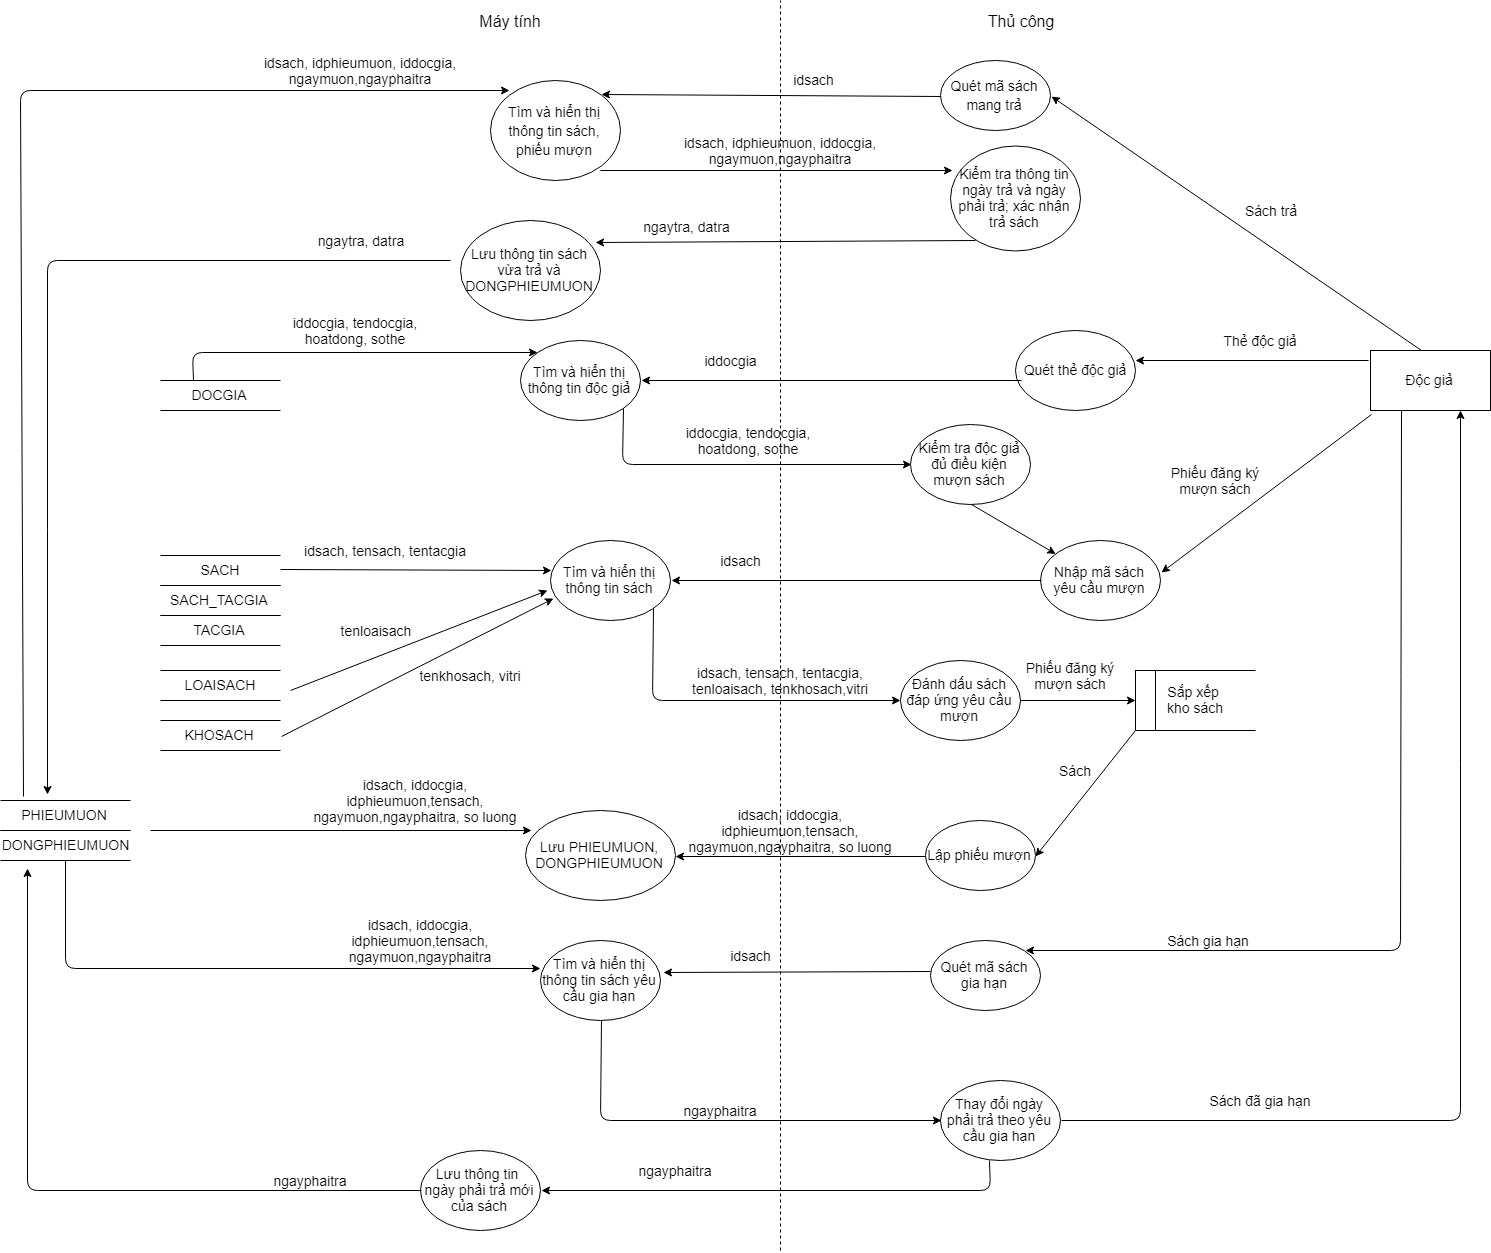 Máy tính
Thủ công
idsach, idphieumuon, iddocgia,
ngaymuon,ngayphaitra
Tìm và hiển thị
thông tin sách,
phiếu mượn
idsach
Quét mã sách
mang trả
idsach, idphieumuon, iddocgia,
ngaymuon,ngayphaitra
Kiểm tra thông tin
ngày trả và ngày
phải trả; xác nhận
trả sách
Sách trả
ngaytra, datra
Lưu thông tin sách
vừa trả và
DONGPHIEUMUON
ngaytra, datra
iddocgia, tendocgia,
hoatdong, sothe
DOCGIA
Tìm và hiển thị
thông tin độc giả
iddocgia
Quét thẻ độc giả
Thẻ độc giả
Độc giả
iddocgia, tendocgia,
hoatdong, sothe
Kiểm tra độc giả
đủ điều kiện
mượn sách
Phiếu đăng ký
mượn sách
SACH
SACH_TACGIA
TACGIA
LOAISACH
KHOSACH
idsach, tensach, tentacgia
tenloaisach
tenkhosach, vitri
Tìm và hiển thị
thông tin sách
idsach
Nhập mã sách
yêu cầu mượn
idsach, tensach, tentacgia,
tenloaisach, tenkhosach,vitri
Đánh dấu sách
đáp ứng yêu cầu
mượn
Phiếu đăng ký
mượn sách
Sắp xếp
kho sách
Sách
PHIEUMUON
DONGPHIEUMUON
idsach, iddocgia,
idphieumuon,tensach,
ngaymuon,ngayphaitra, so luong
Lưu PHIEUMUON,
DONGPHIEUMUON
idsach, iddocgia,
idphieumuon,tensach,
ngaymuon,ngayphaitra, so luong
Lập phiếu mượn
idsach, iddocgia,
idphieumuon,tensach,
ngaymuon,ngayphaitra
Tìm và hiển thị
thông tin sách yêu
cầu gia hạn
idsach
Quét mã sách
gia hạn
Sách gia hạn
ngayphaitra
Thay đổi ngày
phải trả theo yêu
cầu gia hạn
Sách đã gia hạn
ngayphaitra
Lưu thông tin
ngày phải trả mới
của sách
ngayphaitra